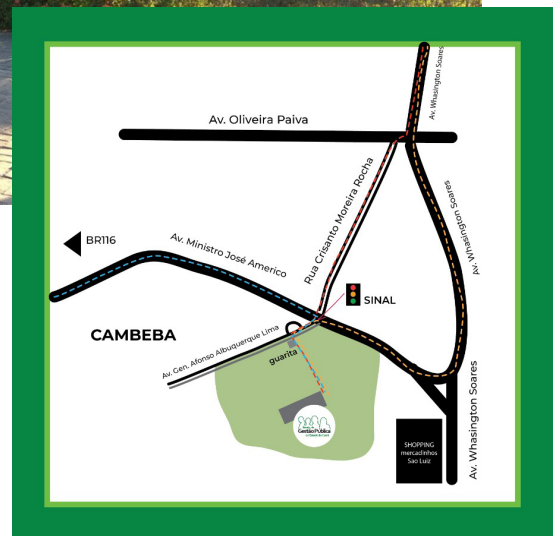 Av. Whasington Soares
Av. Oliveira Paiva
Rua Crisanto Moreira Rocha
Av. Whasington Soares
BR116
Av. Ministro José Americo
SINAL
CAMBEBA
Av. Gen. Afonso Albuquerque Lima
guarita
Av. Whasington Soares
Gestão Pública
SHOPPING
mercadinhos
Sao Luiz